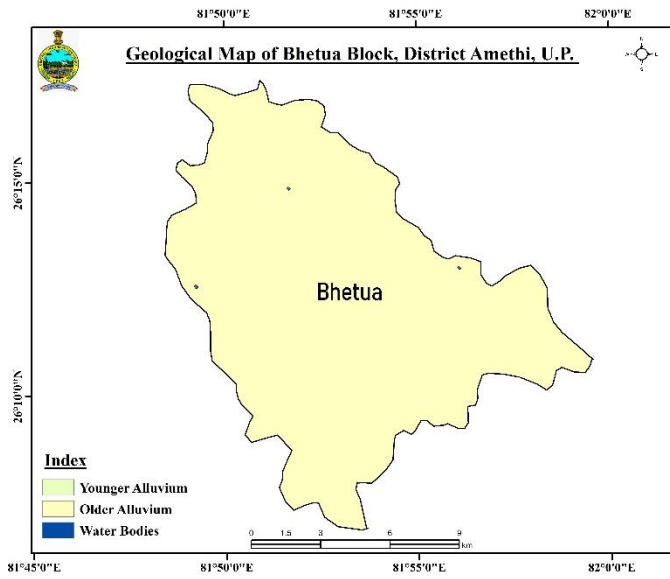 81°50'0"E 81°55'0"E 82°0'0"E
Geological Map of Bhetua Block, District Amethi, U.P.
N
S
26°15'0"N
Bhetua
26°10'0"N
Index
Younger Alluvium
Older Alluvium
Water Bodies
0 1.5 3 6 9
km
81°45'0"E 81°50'0"E 81°55'0"E 82°0'0"E